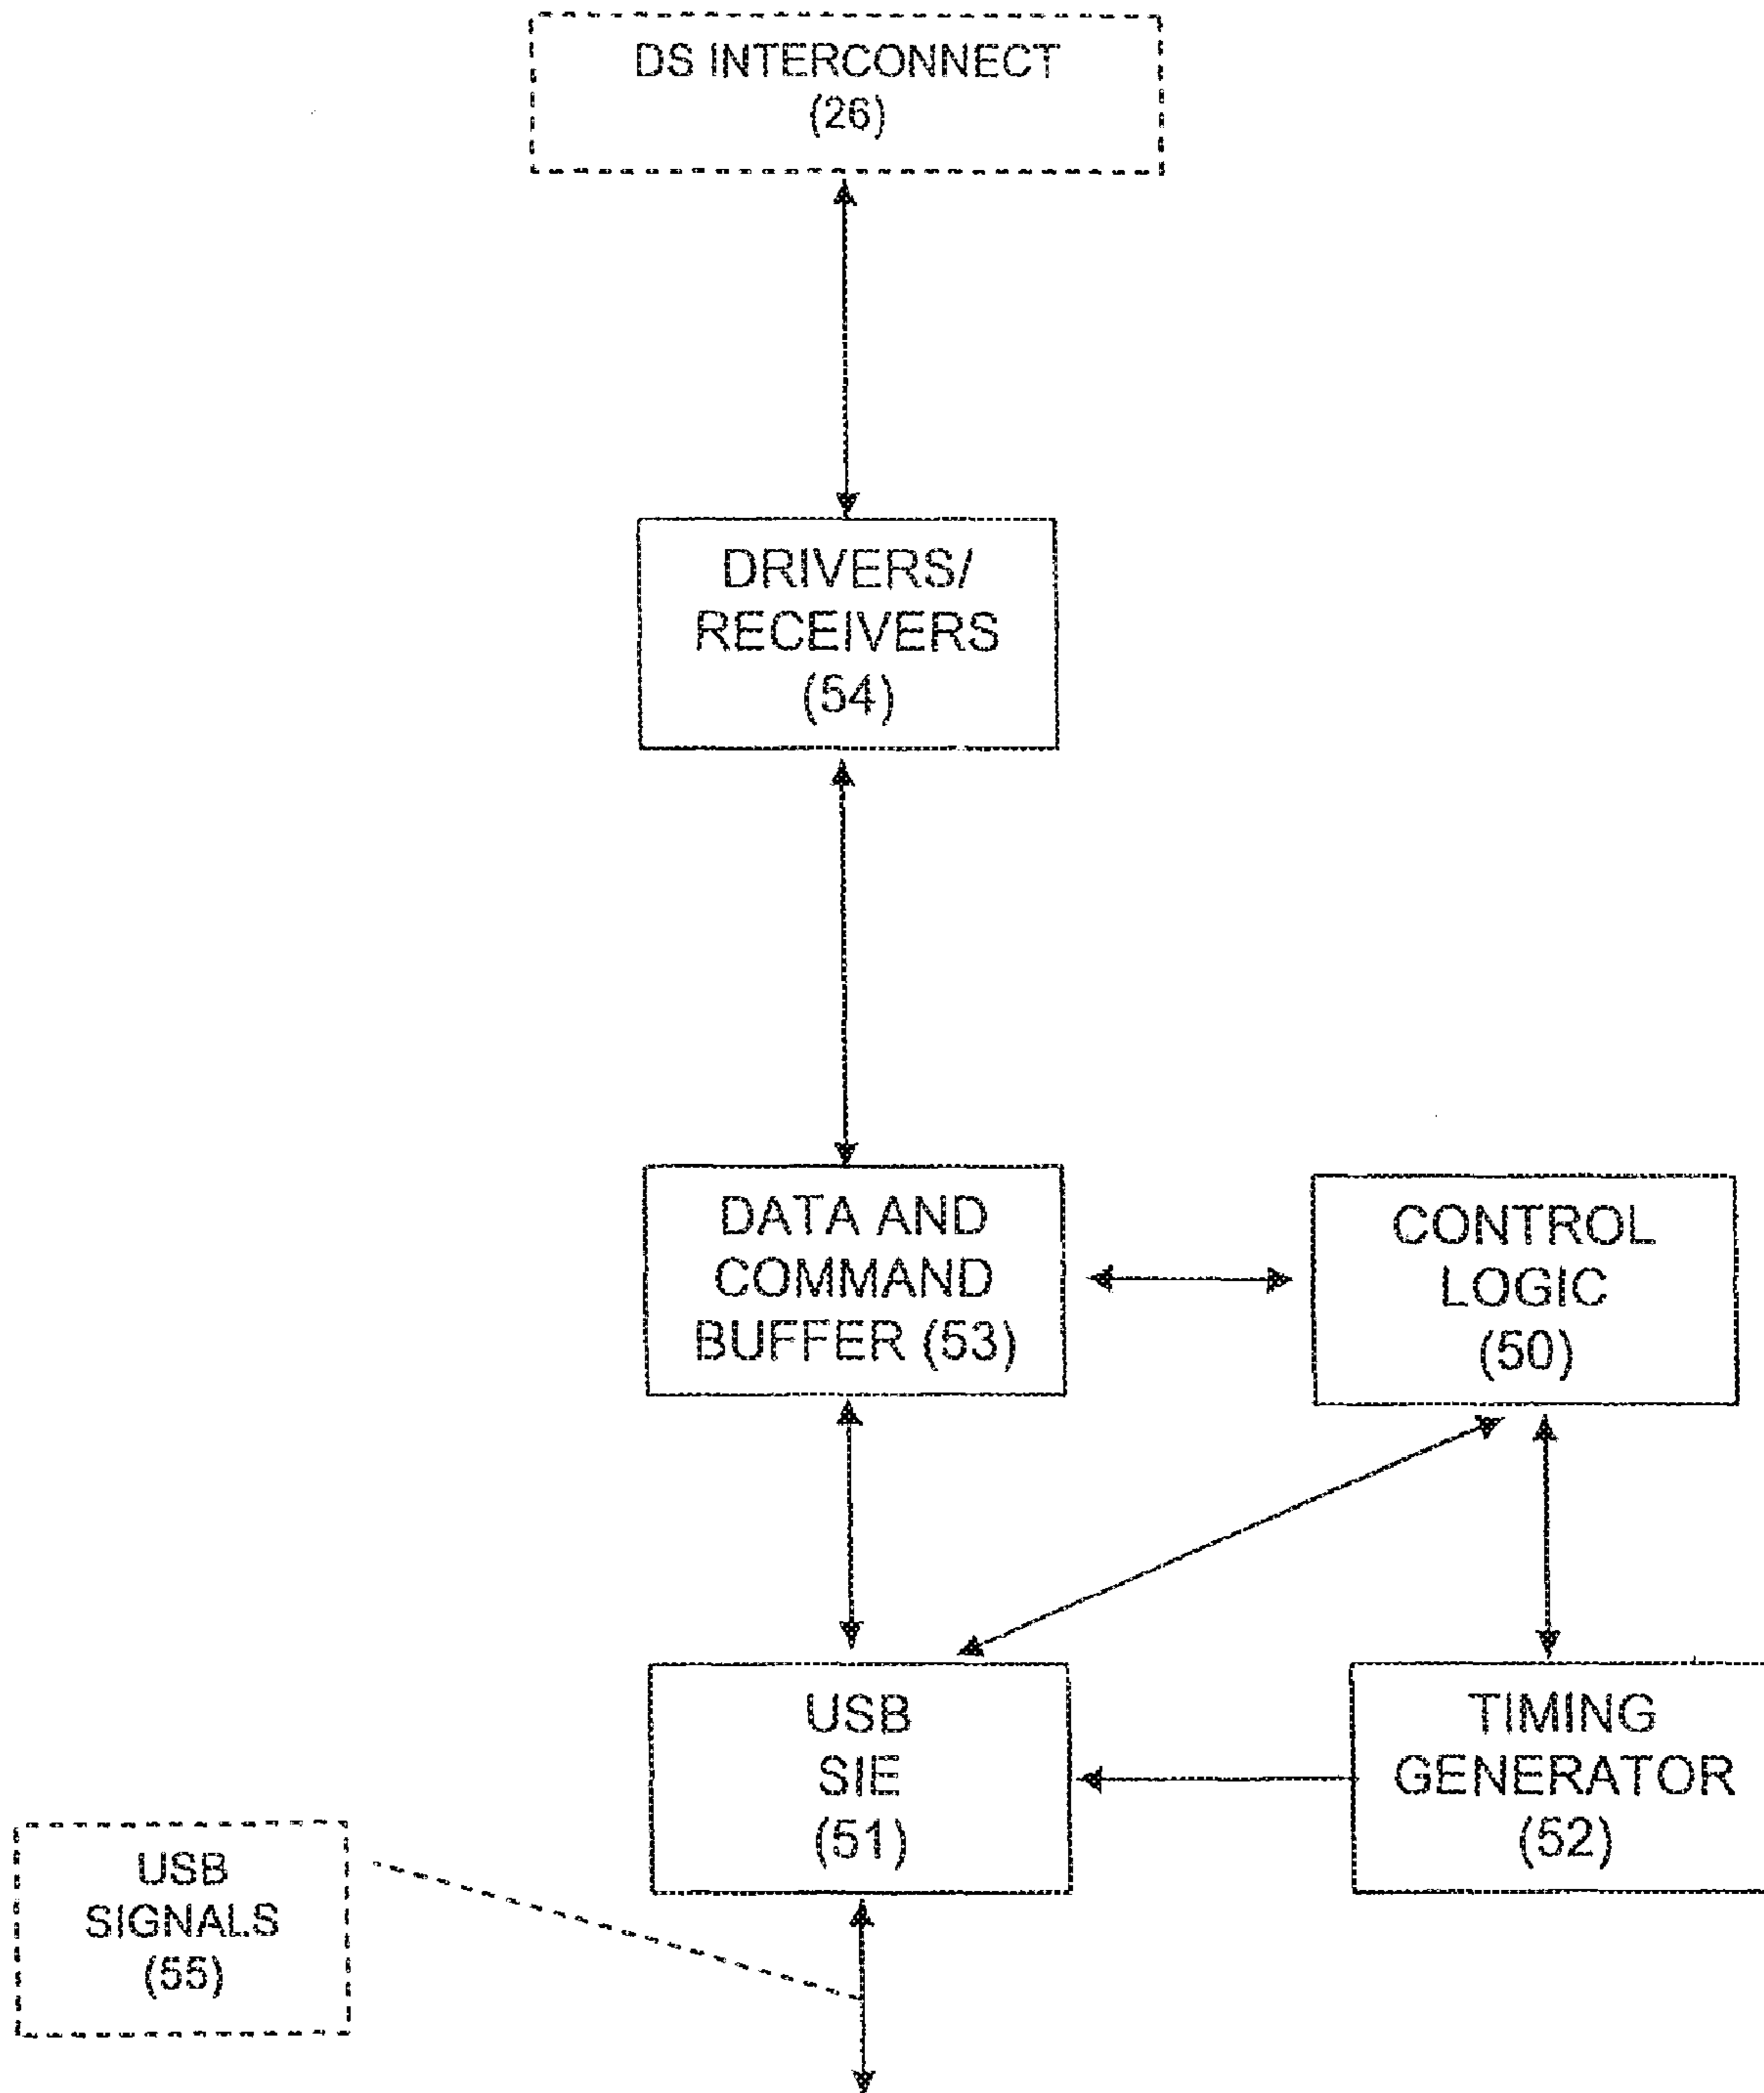 DS INTERCONNECT
(26)
DRIVERS/
RECEIVERS
(54)
DATA AND
COMMAND
BUFFER (53)
CONTROL
LOGIC
(50)
USB
SIE
(51)
TIMING
GENERATOR
(52)
USB
SIGNALS
(55)